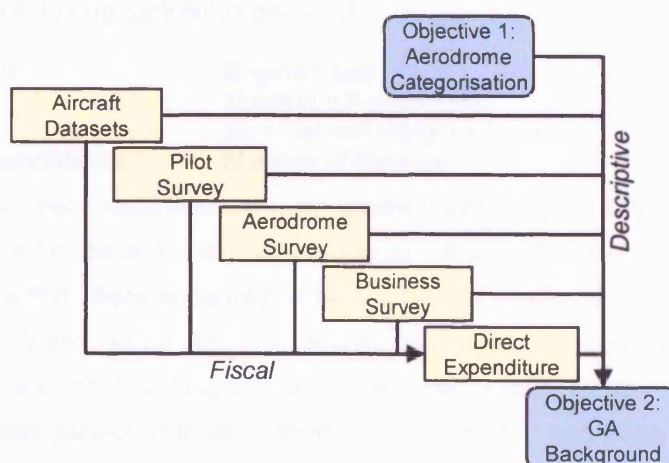 Objective 1:
Aerodrome
Categorisation
Aircraft
Datasets
Pilot
Survey
Aerodrome
Survey
Business
Survey
Direct
Expenditure
Descriptive
Fiscal
Objective 2:
GA
Background